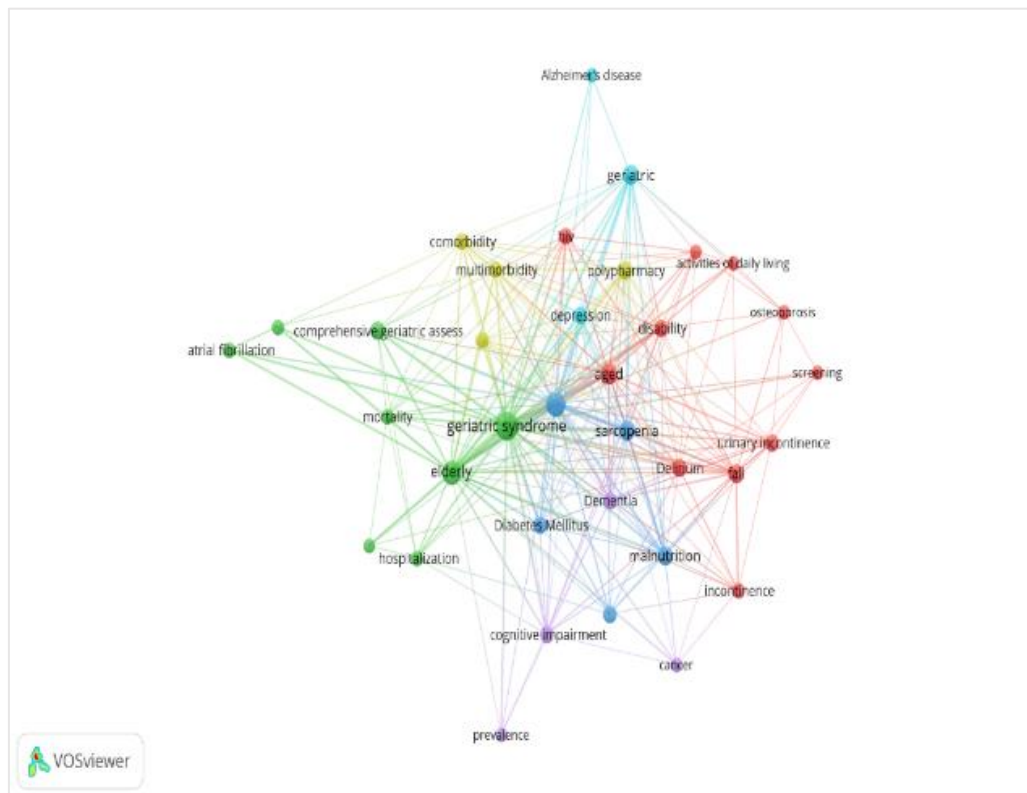 Alzheimer's disease
geriatric
hiv
comorbidity
activities of daily living
multimorbidity
polypharmacy
osteoporosis
depression
disability
comprehensive geriatric assess
atrial fibrillation
screening
aged
mortality
geriatric syndrome
sarcopenia
urinary incontinence
elderly
Delirium
fall
Dementia
Diabetes Mellitus
hospitalization
malnutrition
incontinence
cognitive impairment
cancer
prevalence
VOSviewer